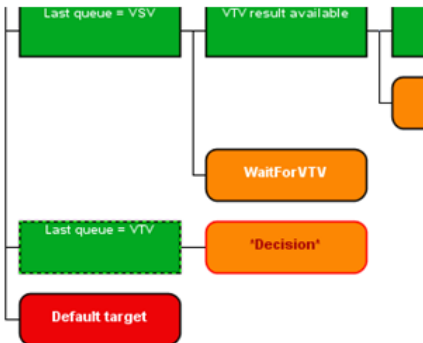 Last queue = VSV
VTV result available
WaitForVTV
Last queue = VTV
*Decision*
Default target